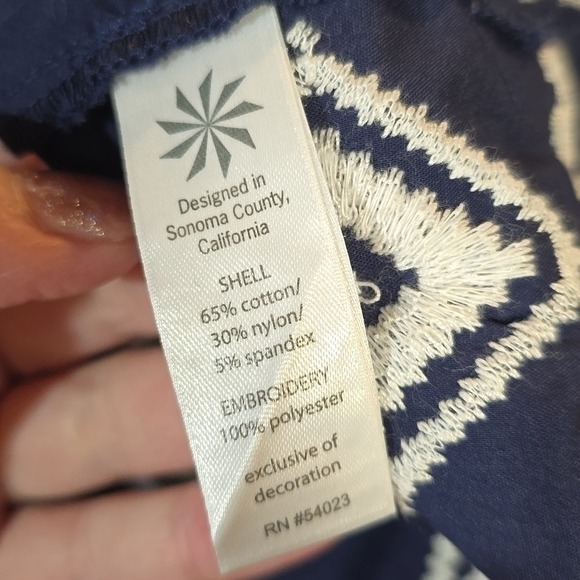 Designed in
Sonoma County,
California
SHELL
65% cotton/
30% nylon/
5% spandex
EMBROIDERY
100% polyester
exclusive of
decoration
RN #54023